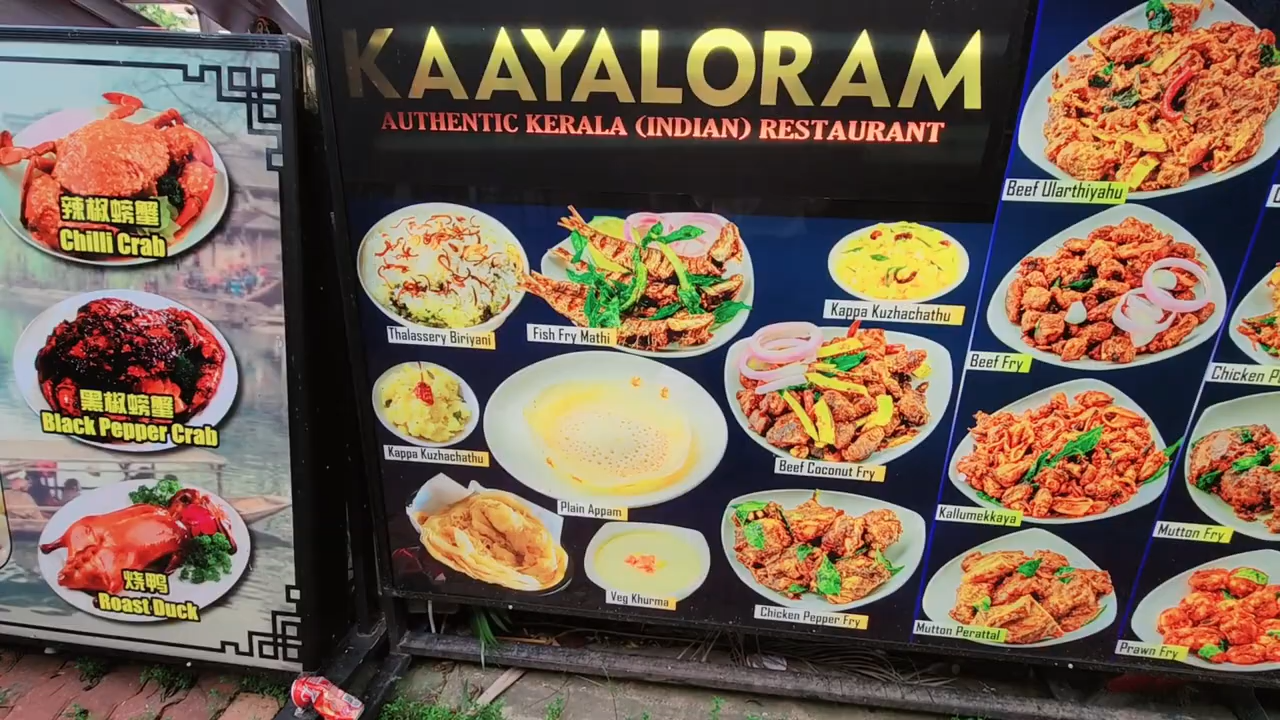 辣椒螃蟹
Chilli Crab
黑椒螃蟹
Black Pepper Crab
烧鸭
Roast Duck
KAAYALORAM
AUTHENTIC KERALA (INDIAN) RESTAURANT
Thalassery Biriyani
Fish Fry Mathi
Kappa Kuzhachathu
Kappa Kuzhachathu
Plain Appam
Beef Coconut Fry
Veg Khurma
Chicken Pepper Fry
Beef Ularthiyahu
Beef Fry
Kallumekkaya
Mutton Perattal
Chicken P
Mutton Fry
Prawn Fry